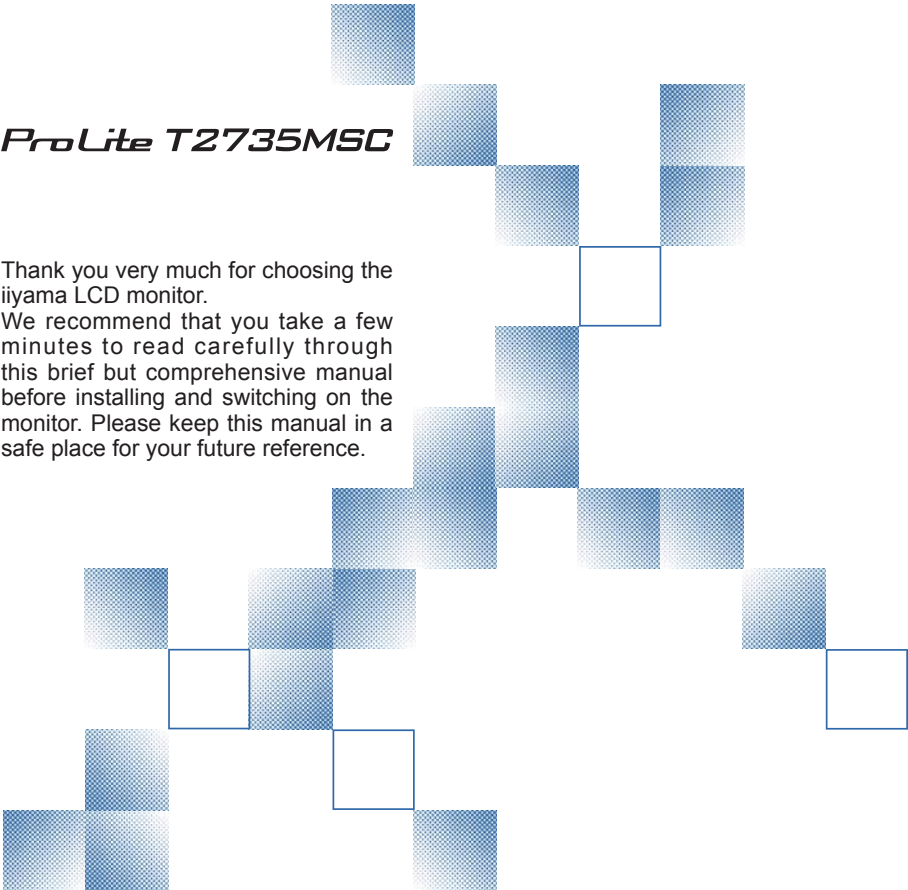 ProLite T2735MSC
Thank you very much for choosing the
iiyama LCD monitor.
We recommend that you take a few
minutes to read carefully through
this brief but comprehensive manual
before installing and switching on the
monitor. Please keep this manual in a
safe place for your future reference.